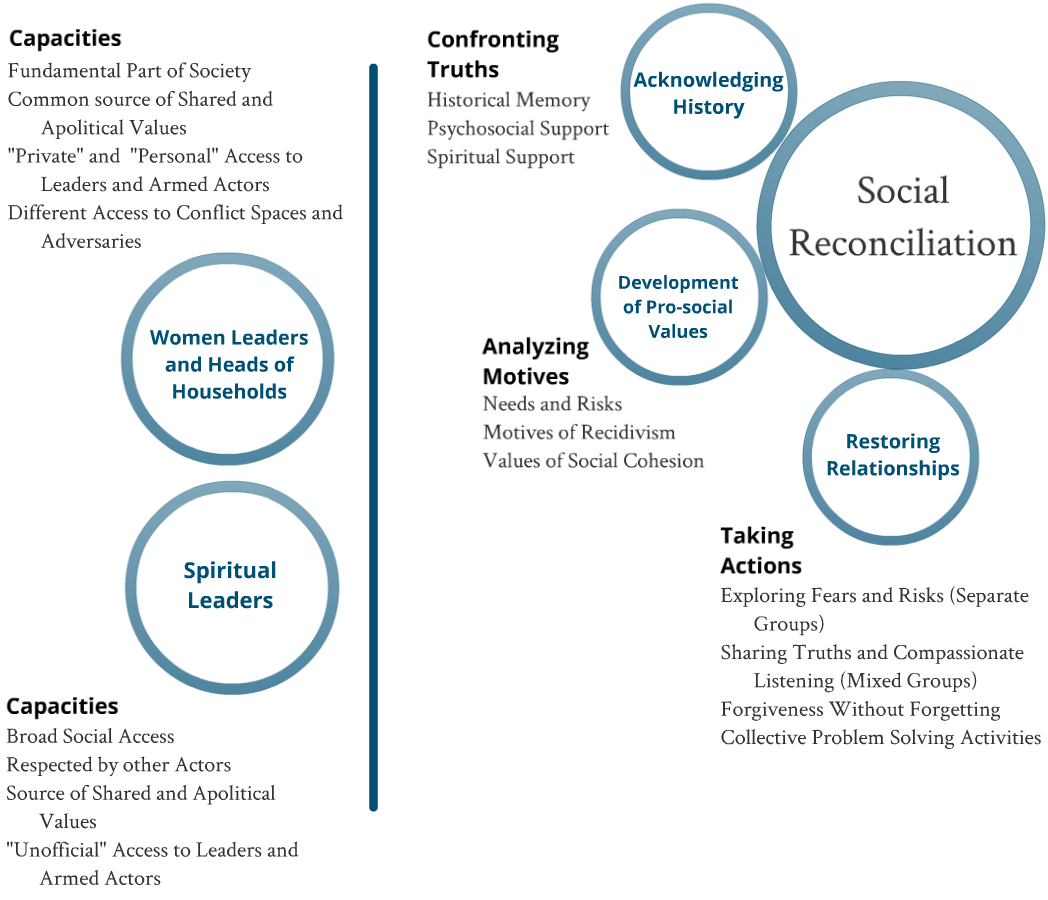 Capacities
Fundamental Part of Society
Common source of Shared and
Apolitical Values
"Private" and "Personal" Access to
Leaders and Armed Actors
Different Access to Conflict Spaces and
Adversaries
Women Leaders
and Heads of
Households
Spiritual
Leaders
Capacities
Broad Social Access
Respected by other Actors
Source of Shared and Apolitical
Values
"Unofficial" Access to Leaders and
Armed Actors
Confronting
Truths
Historical Memory
Psychosocial Support
Spiritual Support
Acknowledging
History
Social
Reconciliation
Development
of Pro-social
Values
Analyzing
Motives
Needs and Risks
Motives of Recidivism
Values of Social Cohesion
Restoring
Relationships
Taking
Actions
Exploring Fears and Risks (Separate
Groups)
Sharing Truths and Compassionate
Listening (Mixed Groups)
Forgiveness Without Forgetting
Collective Problem Solving Activities